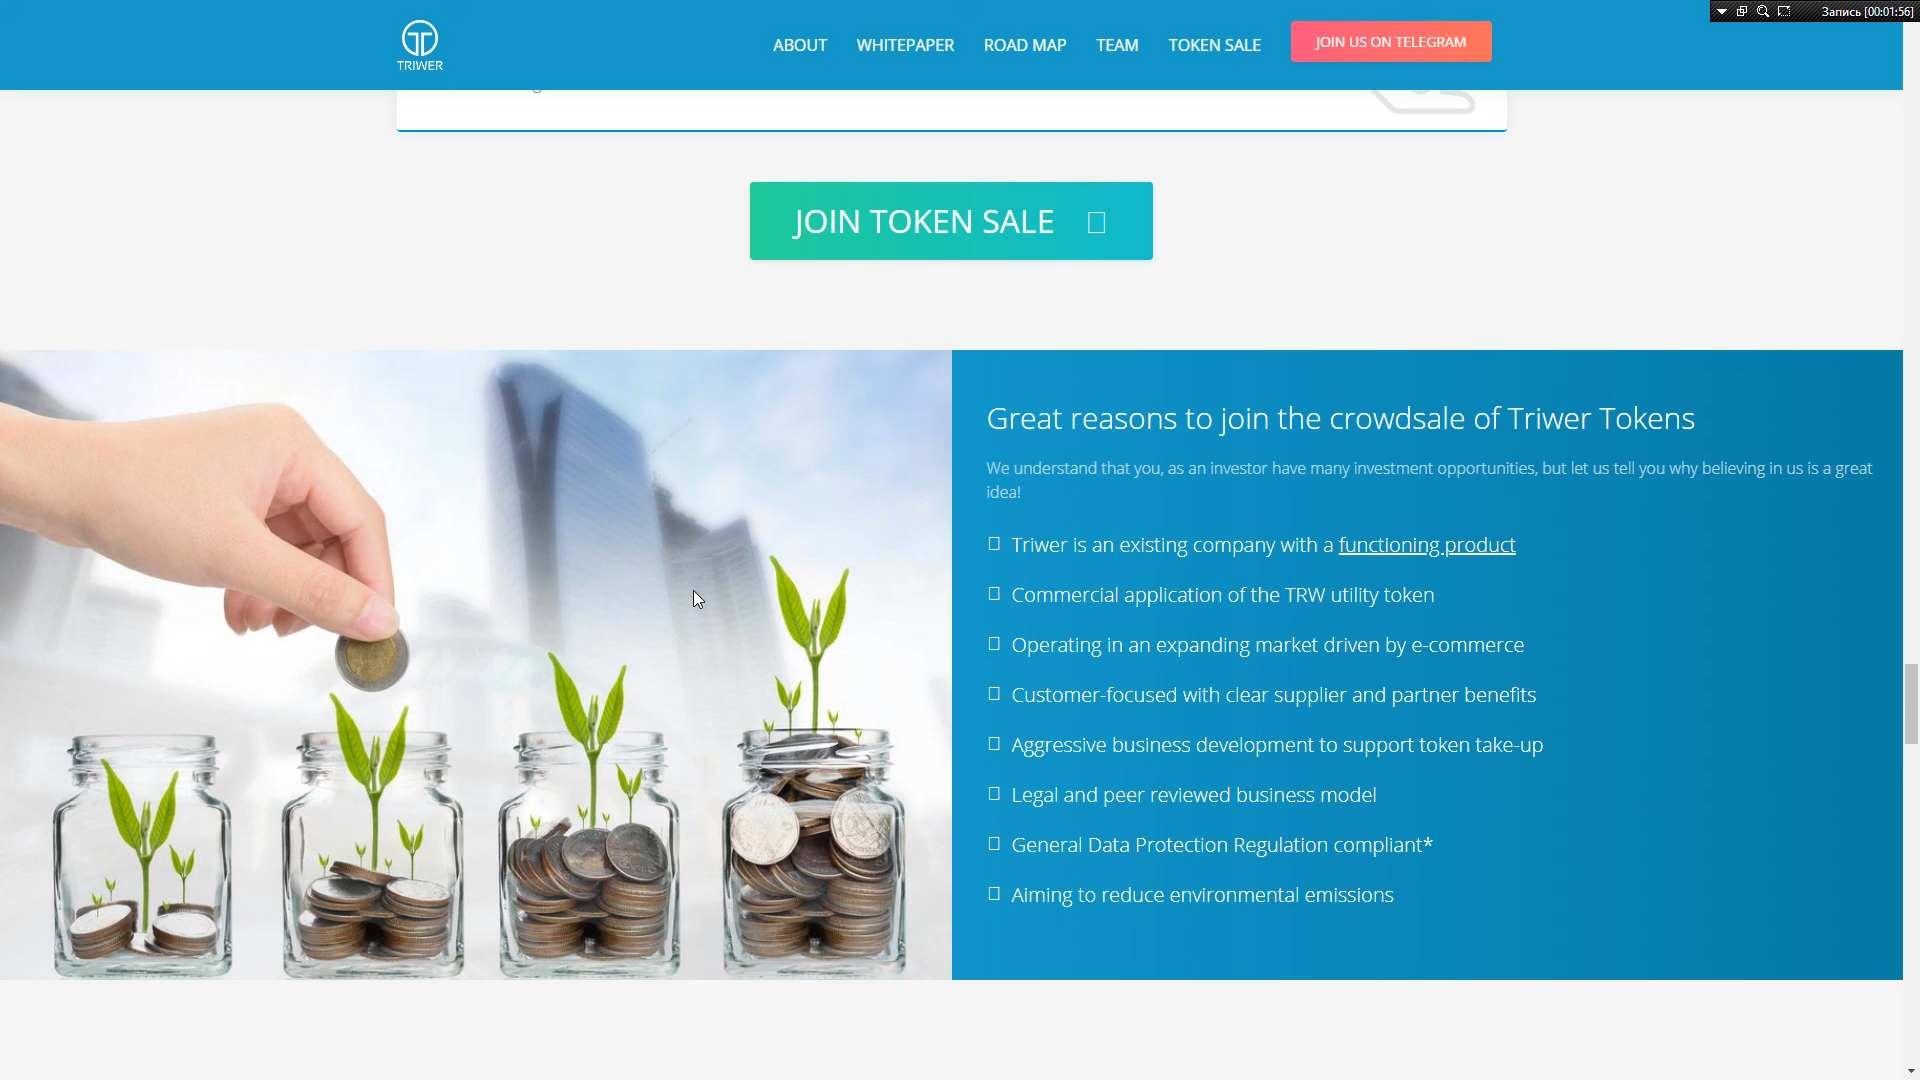 Запись [00:01:56]
TRIWER
ABOUT
WHITEPAPER
ROAD MAP
TEAM
TOKEN SALE
JOIN US ON TELEGRAM
JOIN TOKEN SALE
Great reasons to join the crowdsale of Triwer Tokens
We understand that you, as an investor have many investment opportunities, but let us tell you why believing in us is a great
idea!
Triwer is an existing company with a functioning product
Commercial application of the TRW utility token
Operating in an expanding market driven by e-commerce
Customer-focused with clear supplier and partner benefits
Aggressive business development to support token take-up
Legal and peer reviewed business model
General Data Protection Regulation compliant*
Aiming to reduce environmental emissions